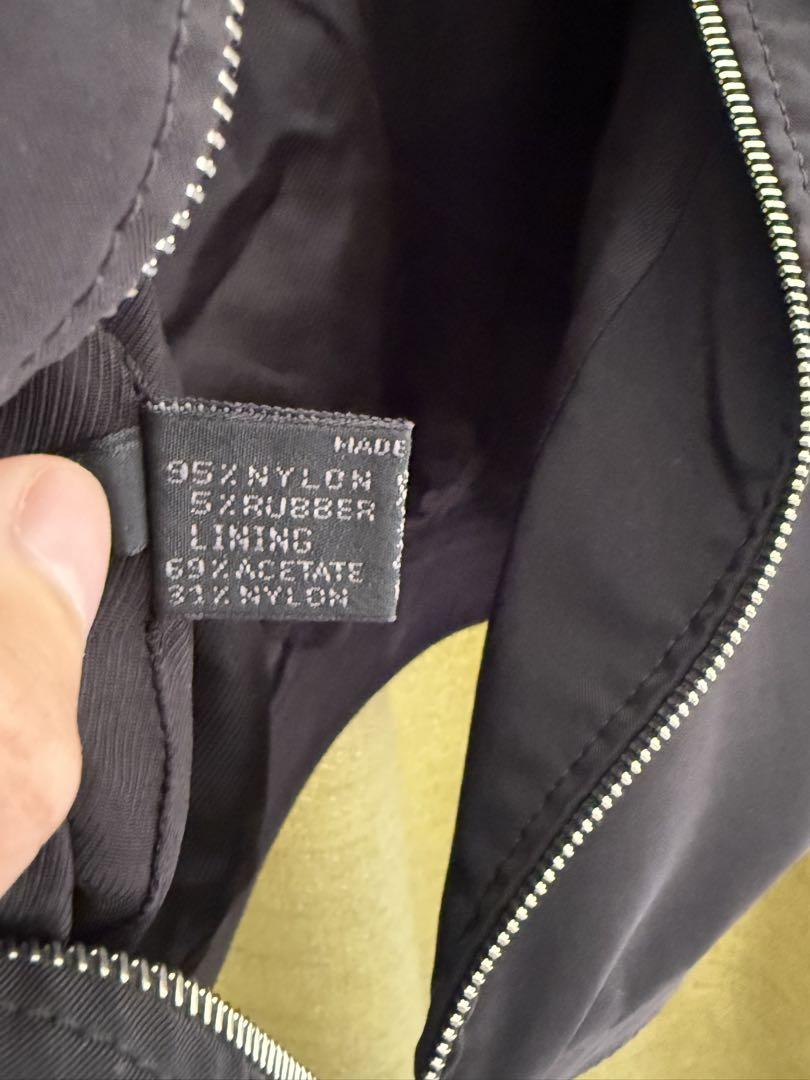 MADE
95% NYLON
5% RUBBER
LINING
69% ACETATE
31% NYLON